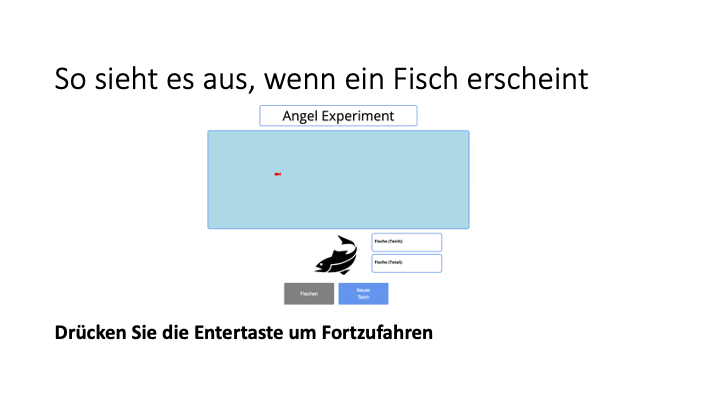 So sieht es aus, wenn ein Fisch erscheint
Angel Experiment
Fische (Teich):
Fische (Total):
Fischen
Neuer
Teich
Drücken Sie die Entertaste um Fortzufahren